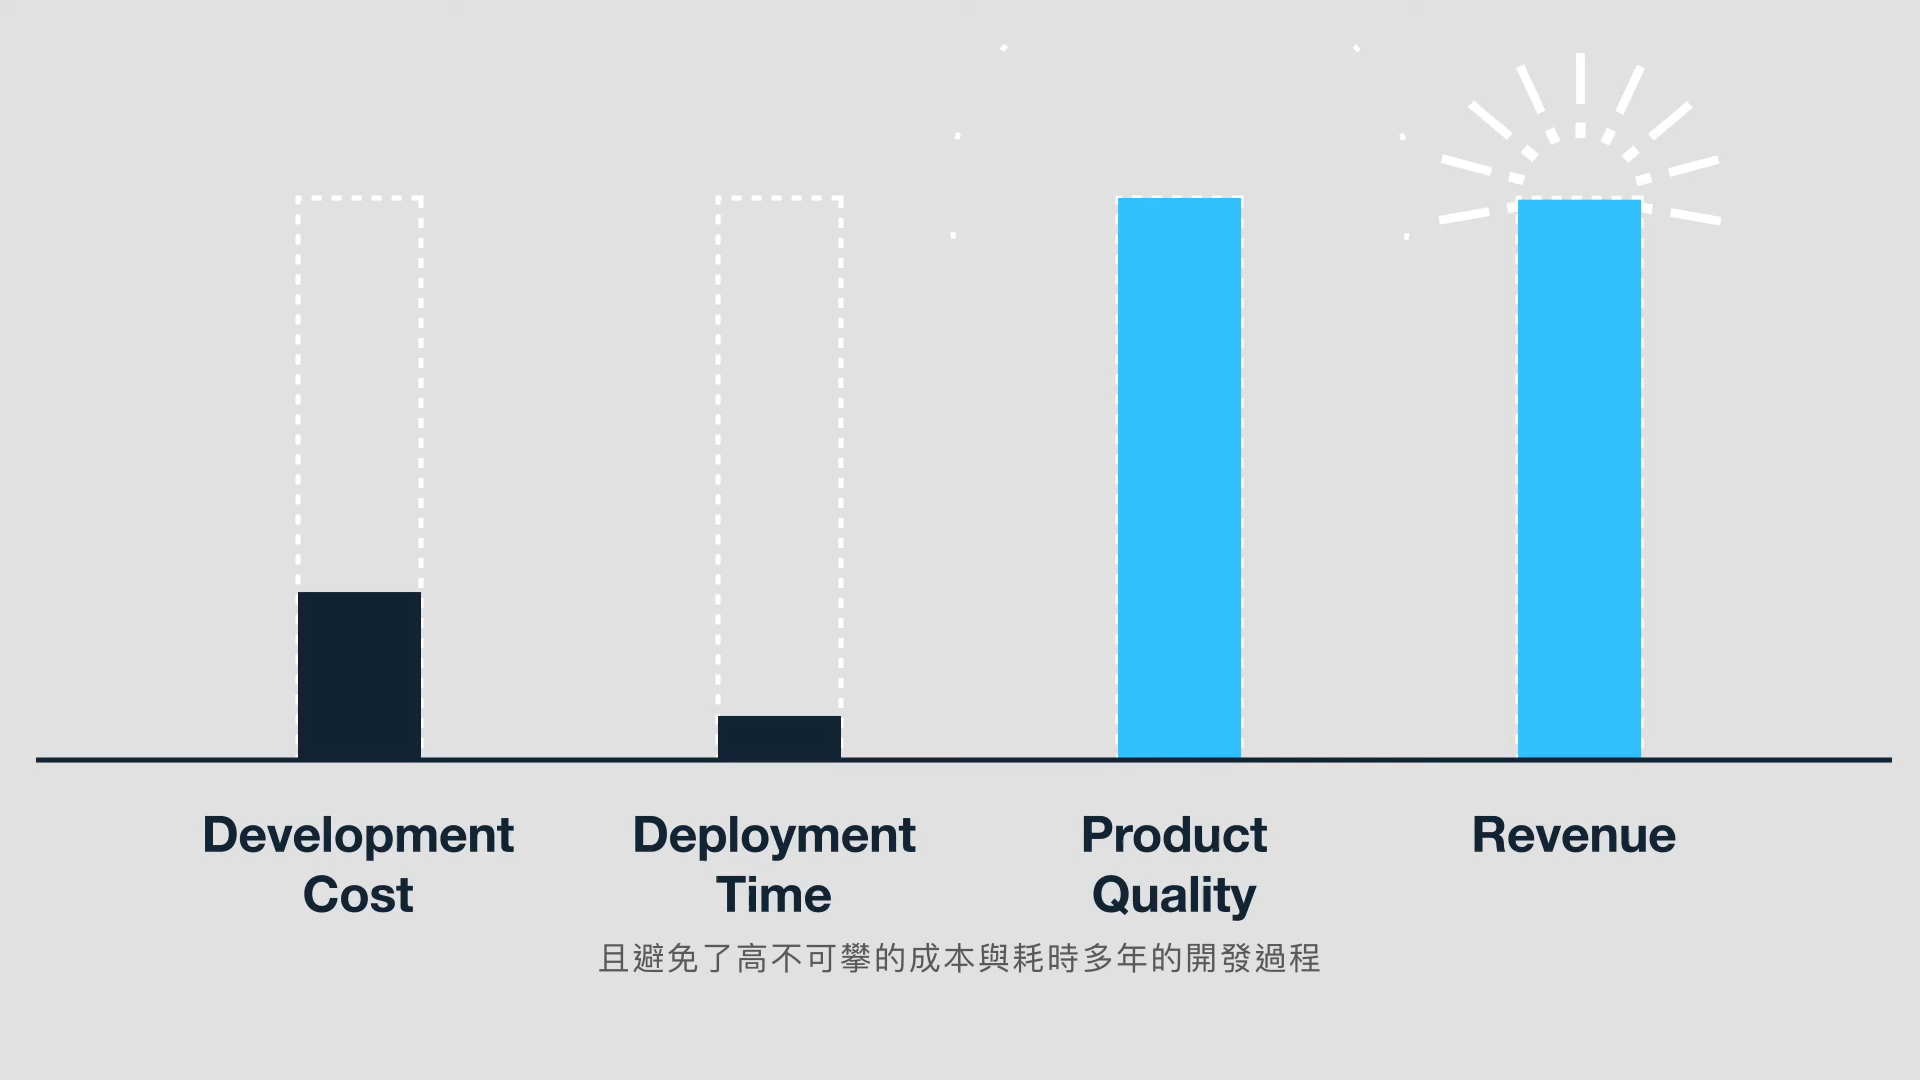 Development
Cost
Deployment
Time
Product
Quality
Revenue
且避免了高不可攀的成本與耗時多年的開發過程